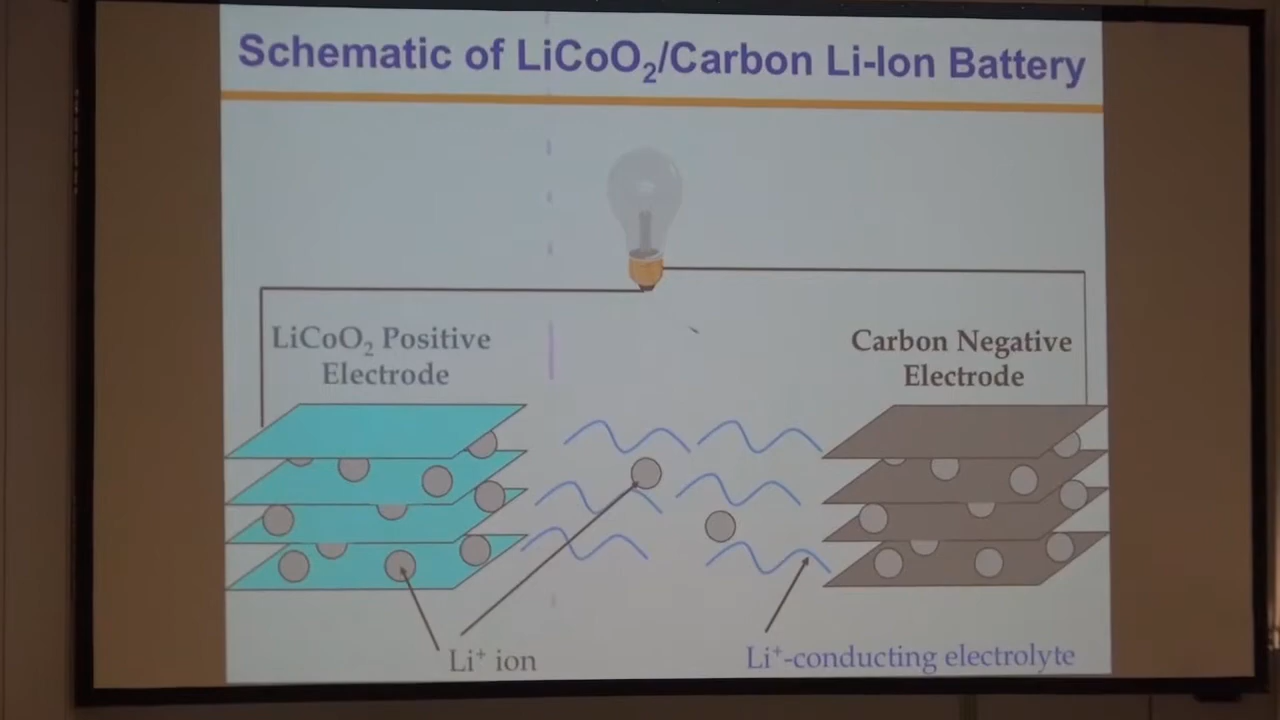 Schematic of LiCoO₂/Carbon Li-Ion Battery
LiCoO₂ Positive
Electrode
Carbon Negative
Electrode
Li⁺ ion
Li⁺-conducting electrolyte